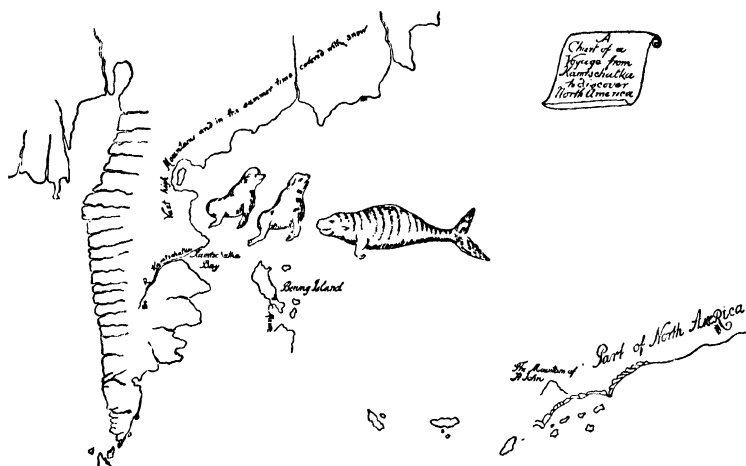 A
Chart of a
Voyage from
Kamtschatka
to discover
North America
Vast high Mountains and in the summer time coverd with snow
Kamtschatka
Bay
Bering Island
Part of North America
The Mountain of
St John